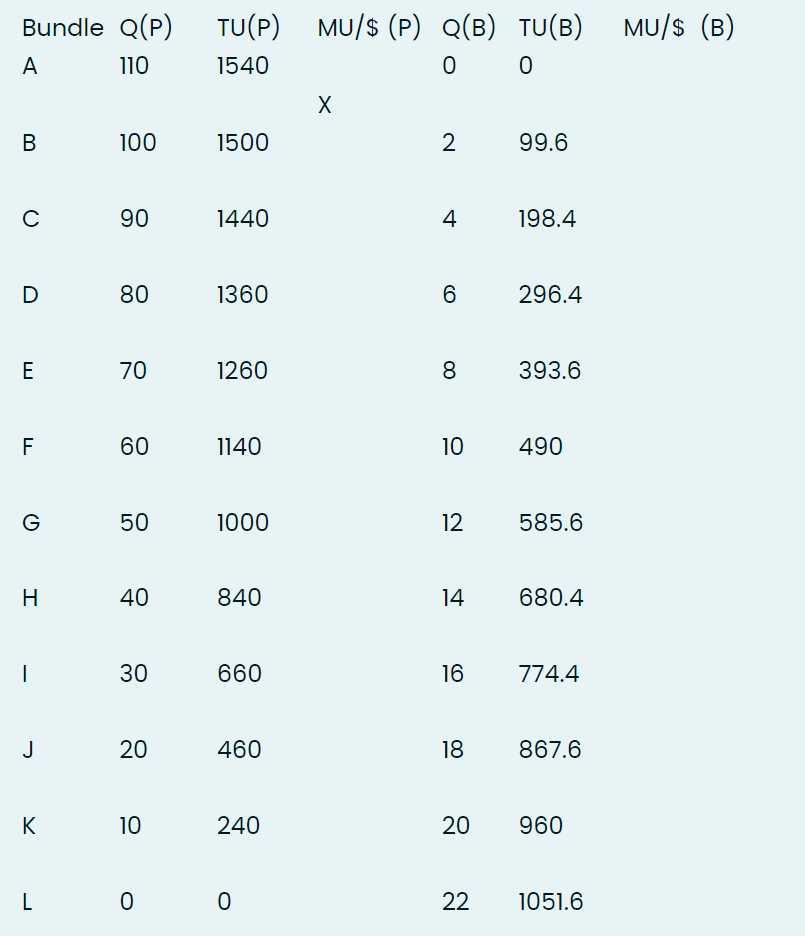 Bundle Q(P) TU(P) MU/$ (P) Q(B) TU(B) MU/$ (B)
A 110 1540 0 0
X
B 100 1500 2 99.6
C 90 1440 4 198.4
D 80 1360 6 296.4
E 70 1260 8 393.6
F 60 1140 10 490
G 50 1000 12 585.6
H 40 840 14 680.4
I 30 660 16 774.4
J 20 460 18 867.6
K 10 240 20 960
L 0 0 22 1051.6